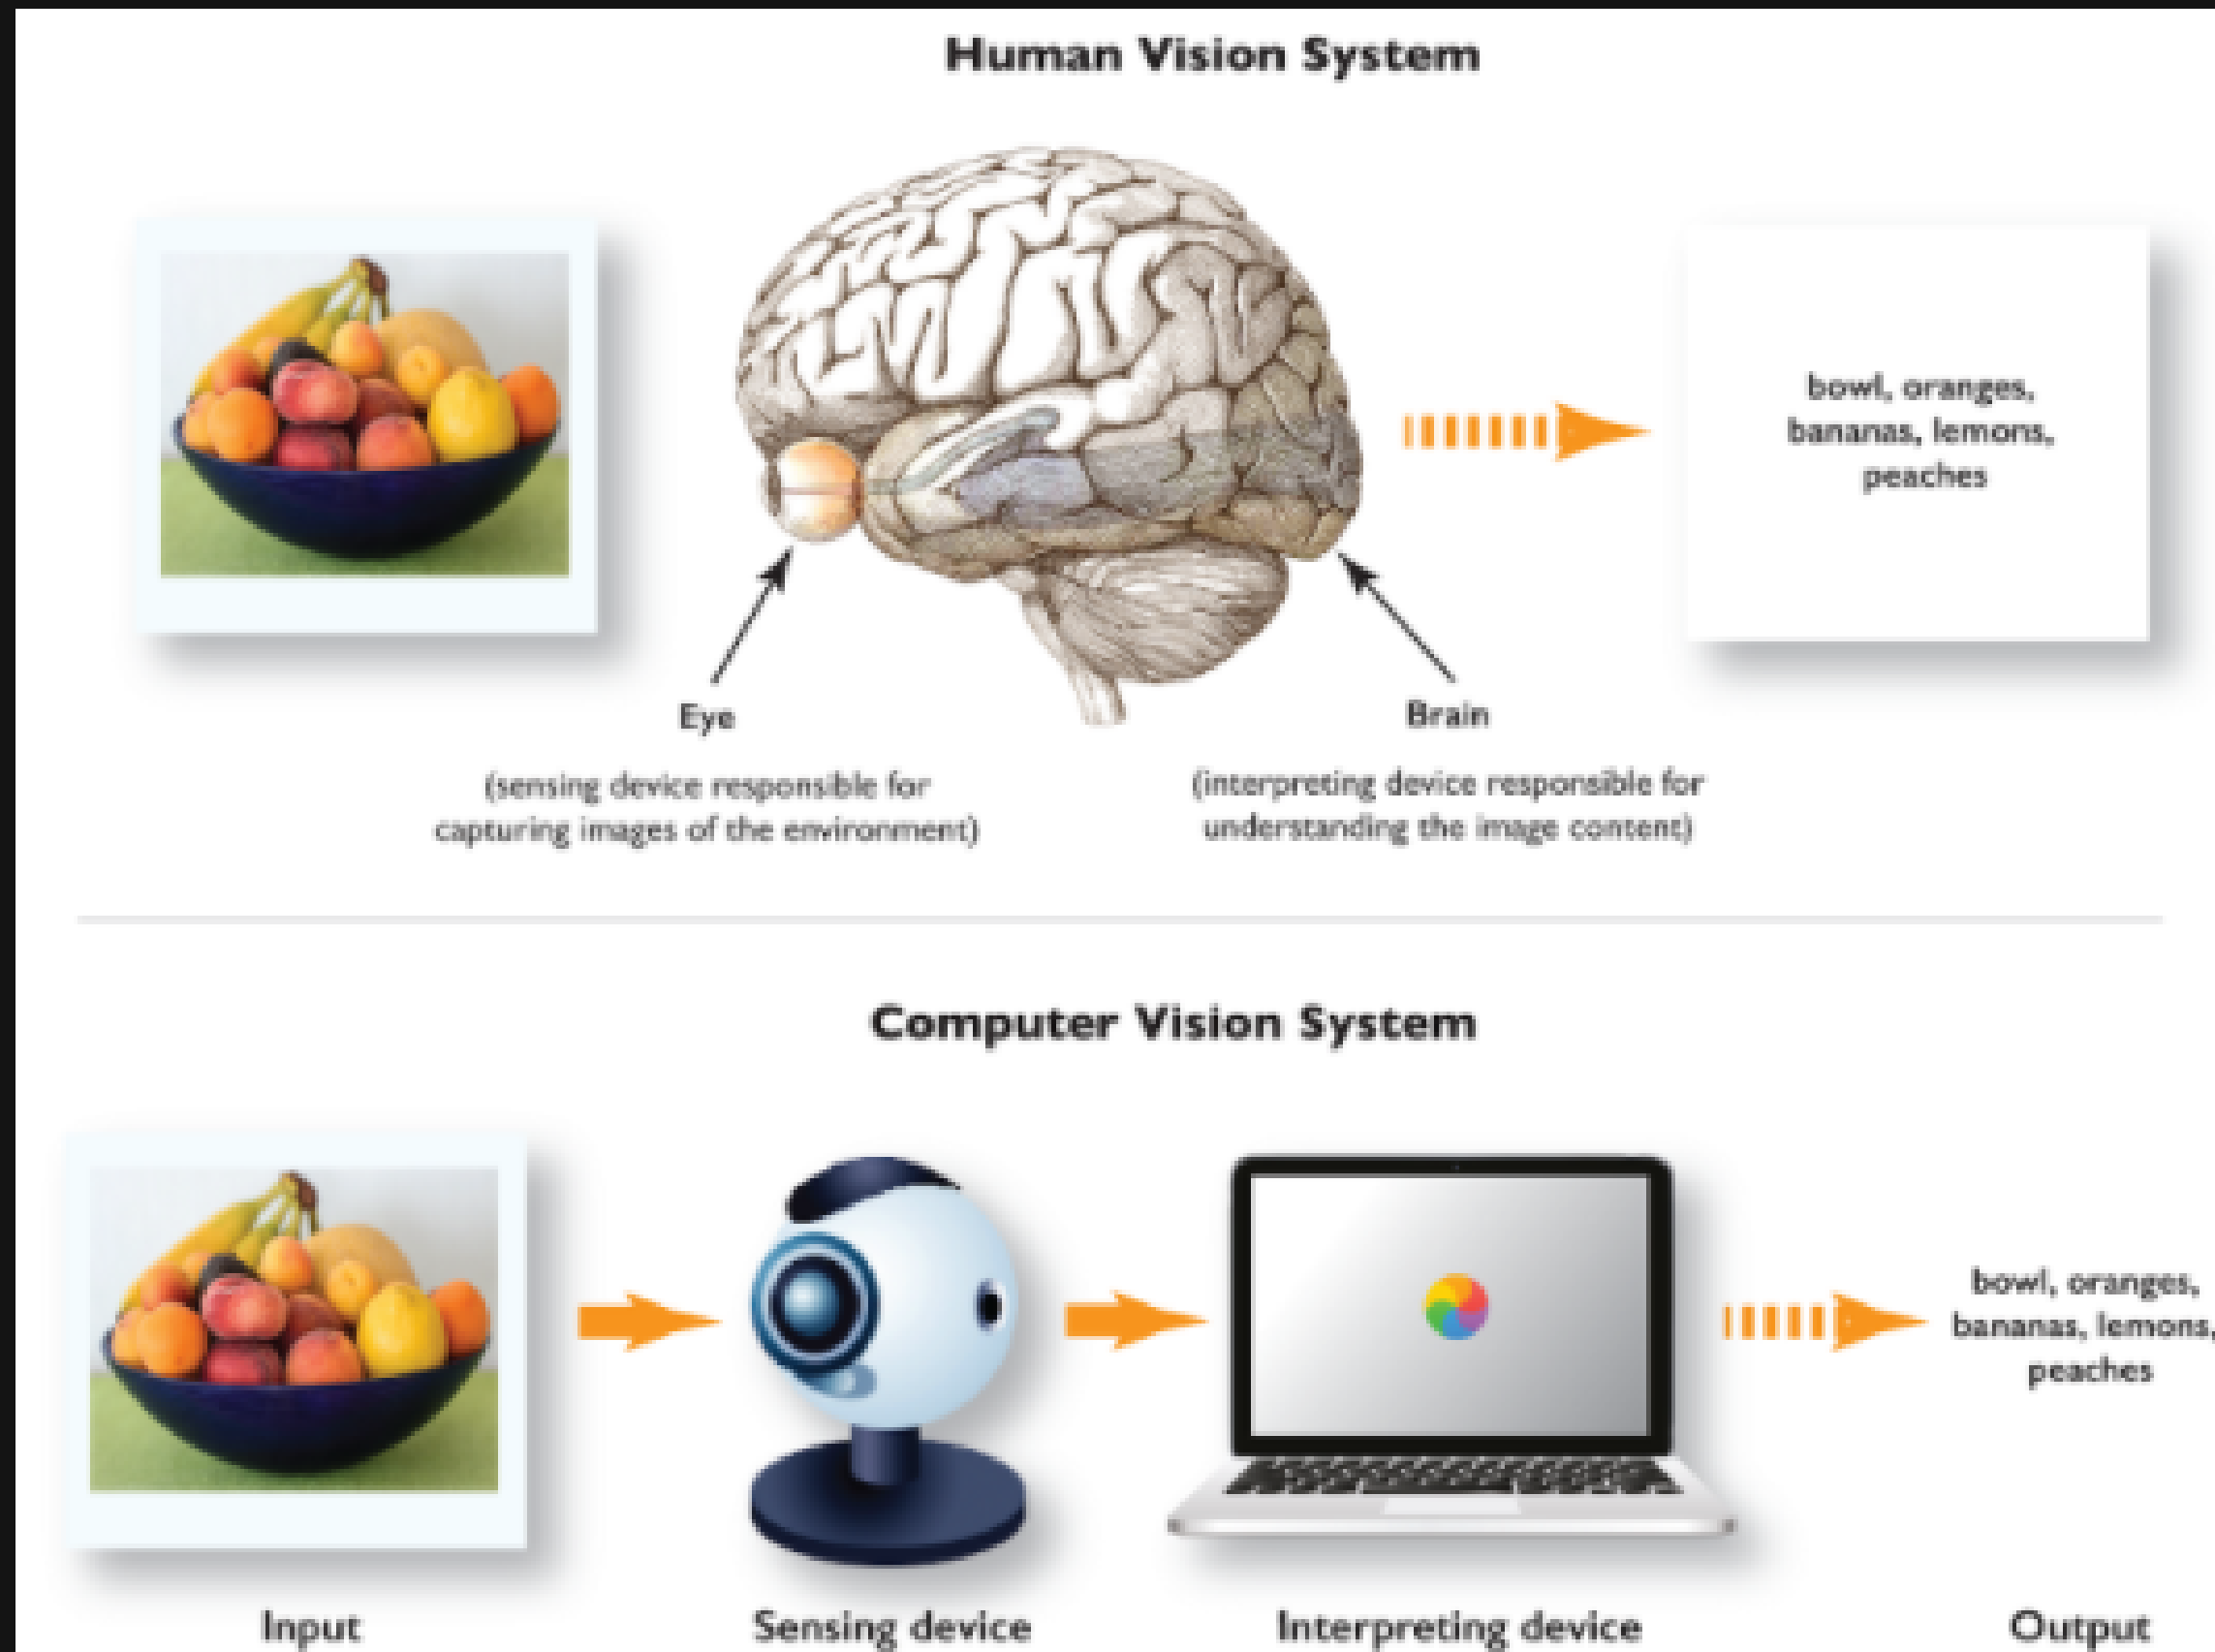 Human Vision System
bowl, oranges,
bananas, lemons,
peaches
Eye
(sensing device responsible for
capturing images of the environment)
Brain
(interpreting device responsible for
understanding the image content)
Computer Vision System
bowl, oranges,
bananas, lemons,
peaches
Input
Sensing device
Interpreting device
Output